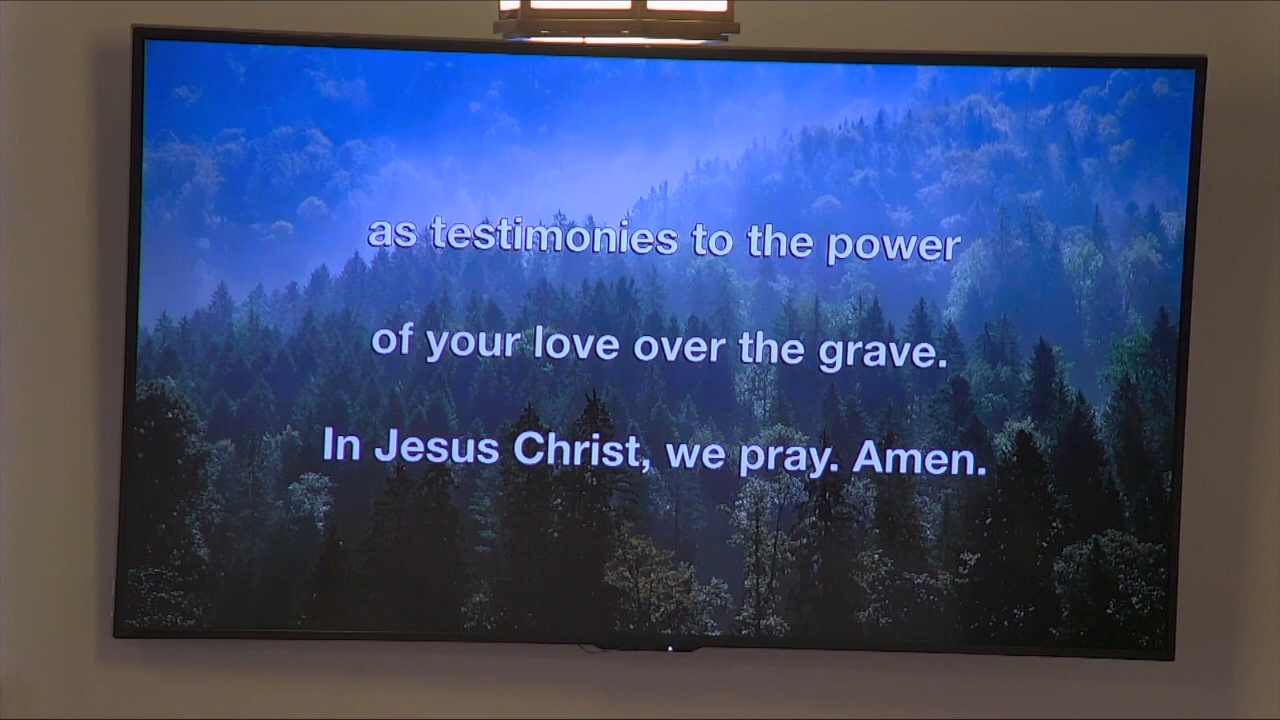 as testimonies to the power
of your love over the grave.
In Jesus Christ, we pray. Amen.